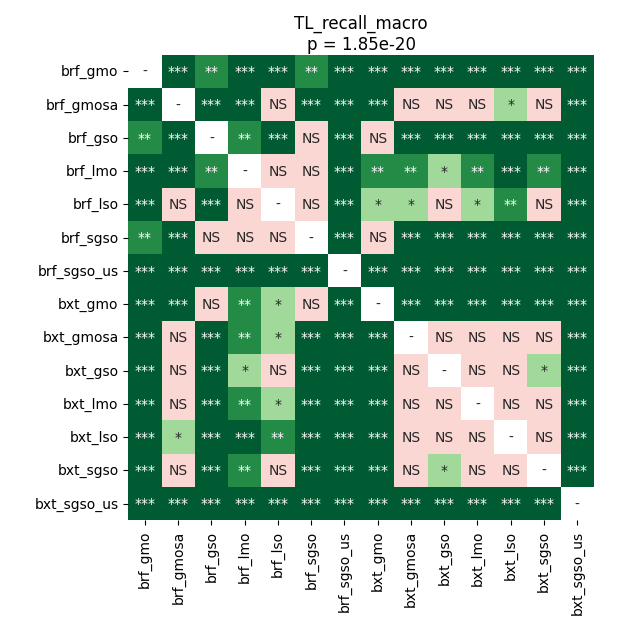 TL_recall_macro
p = 1.85e-20
brf_gmo - *** ** *** *** ** *** *** *** *** *** *** *** ***
brf_gmosa *** - *** *** NS *** *** *** NS NS NS * NS ***
brf_gso ** *** - ** *** NS *** NS *** *** *** *** *** ***
brf_lmo *** *** ** - NS NS *** ** ** * ** *** ** ***
brf_lso *** NS *** NS - NS *** * * NS * ** NS ***
brf_sgso ** *** NS NS NS - *** NS *** *** *** *** *** ***
brf_sgso_us *** *** *** *** *** *** - *** *** *** *** *** *** ***
bxt_gmo *** *** NS ** * NS *** - *** *** *** *** *** ***
bxt_gmosa *** NS *** ** * *** *** *** - NS NS NS NS ***
bxt_gso *** NS *** * NS *** *** *** NS - NS NS * ***
bxt_lmo *** NS *** ** * *** *** *** NS NS - NS NS ***
bxt_lso *** * *** *** ** *** *** *** NS NS NS - NS ***
bxt_sgso *** NS *** ** NS *** *** *** NS * NS NS - ***
bxt_sgso_us *** *** *** *** *** *** *** *** *** *** *** *** *** -
brf_gmo brf_gmosa brf_gso brf_lmo brf_lso brf_sgso brf_sgso_us bxt_gmo bxt_gmosa bxt_gso bxt_lmo bxt_lso bxt_sgso bxt_sgso_us